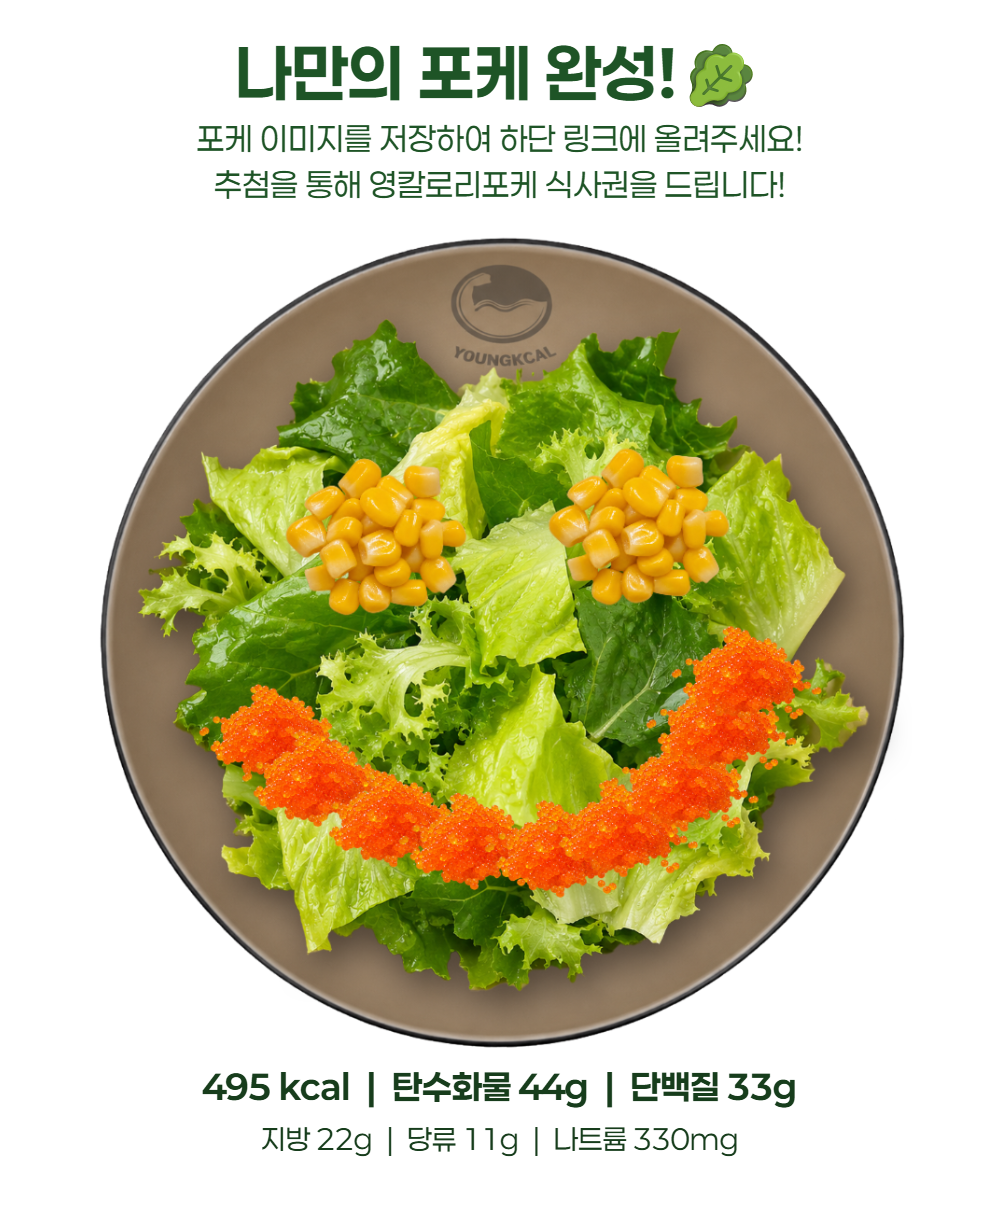 나만의 포케 완성!
포케 이미지를 저장하여 하단 링크에 올려주세요!
추첨을 통해 영칼로리포케 식사권을 드립니다!
YOUNGKCAL
495 kcal | 탄수화물 44g | 단백질 33g
지방 22g | 당류 11g | 나트륨 330mg